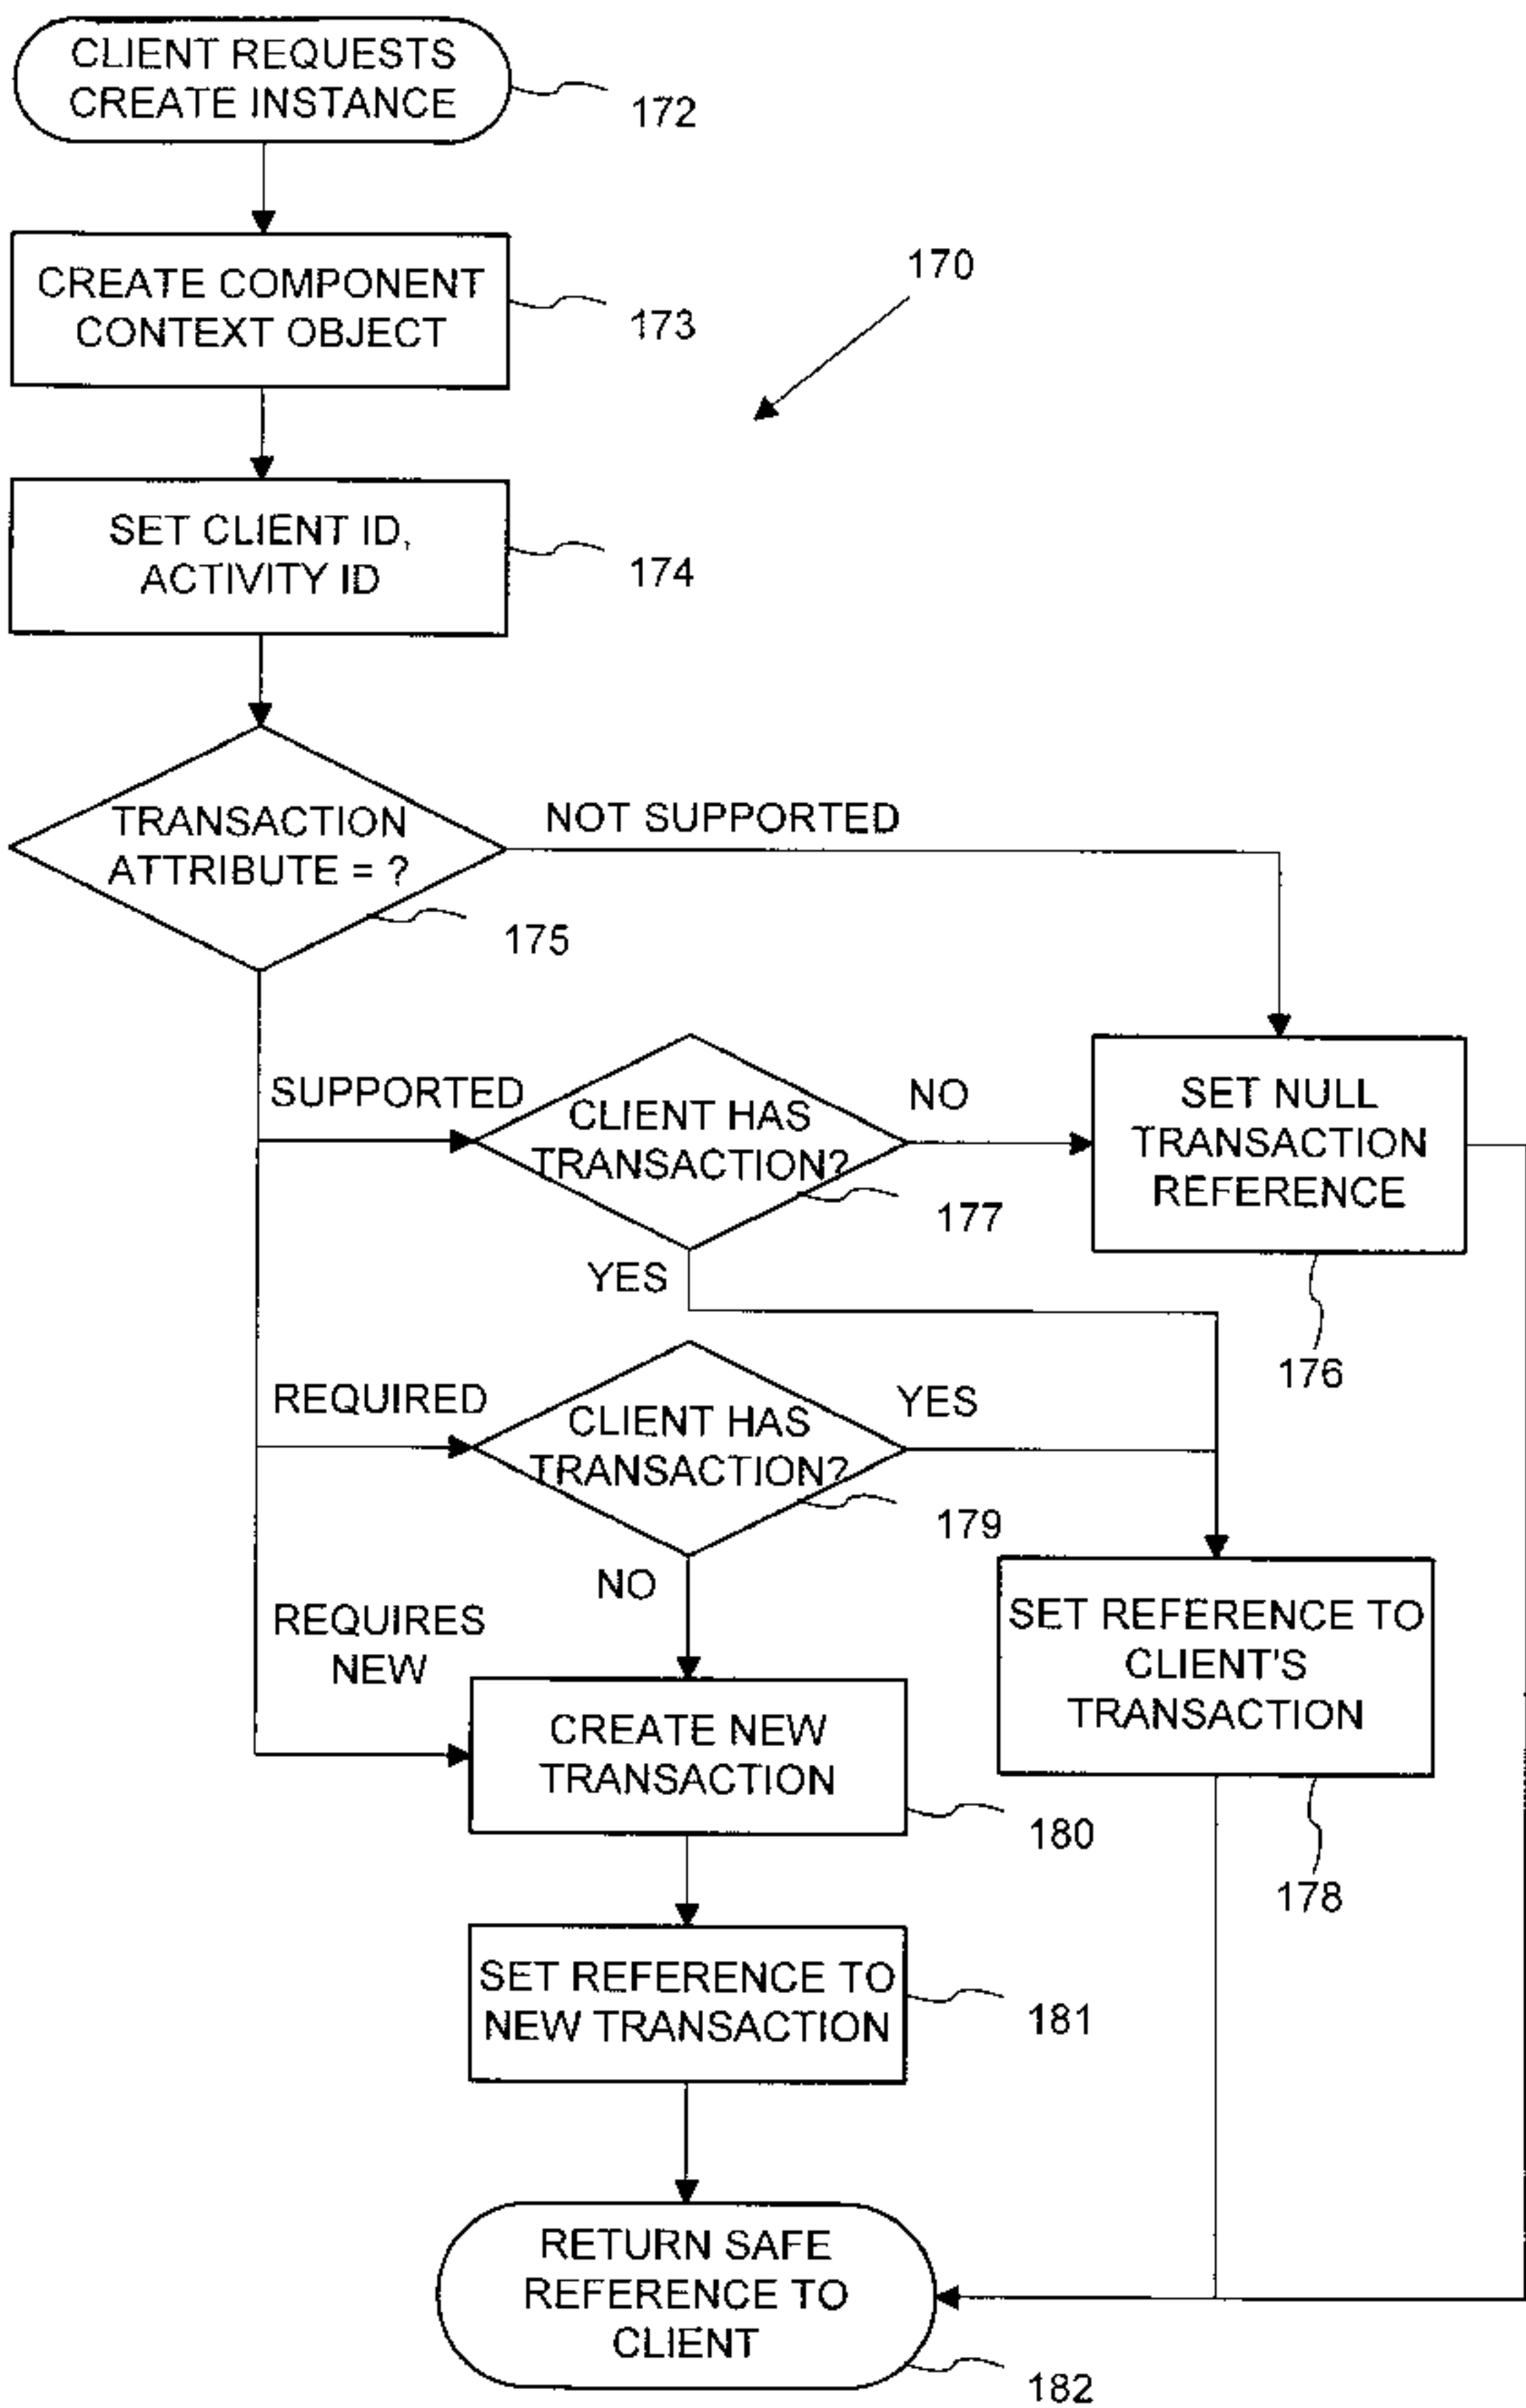 CLIENT REQUESTS
CREATE INSTANCE
172
CREATE COMPONENT
CONTEXT OBJECT
173
170
SET CLIENT ID,
ACTIVITY ID
174
TRANSACTION
ATTRIBUTE = ?
175
NOT SUPPORTED
SUPPORTED
CLIENT HAS
TRANSACTION?
177
NO
YES
SET NULL
TRANSACTION
REFERENCE
176
REQUIRED
CLIENT HAS
TRANSACTION?
179
YES
NO
SET REFERENCE TO
CLIENT'S
TRANSACTION
178
REQUIRES
NEW
CREATE NEW
TRANSACTION
180
SET REFERENCE TO
NEW TRANSACTION
181
RETURN SAFE
REFERENCE TO
CLIENT
182